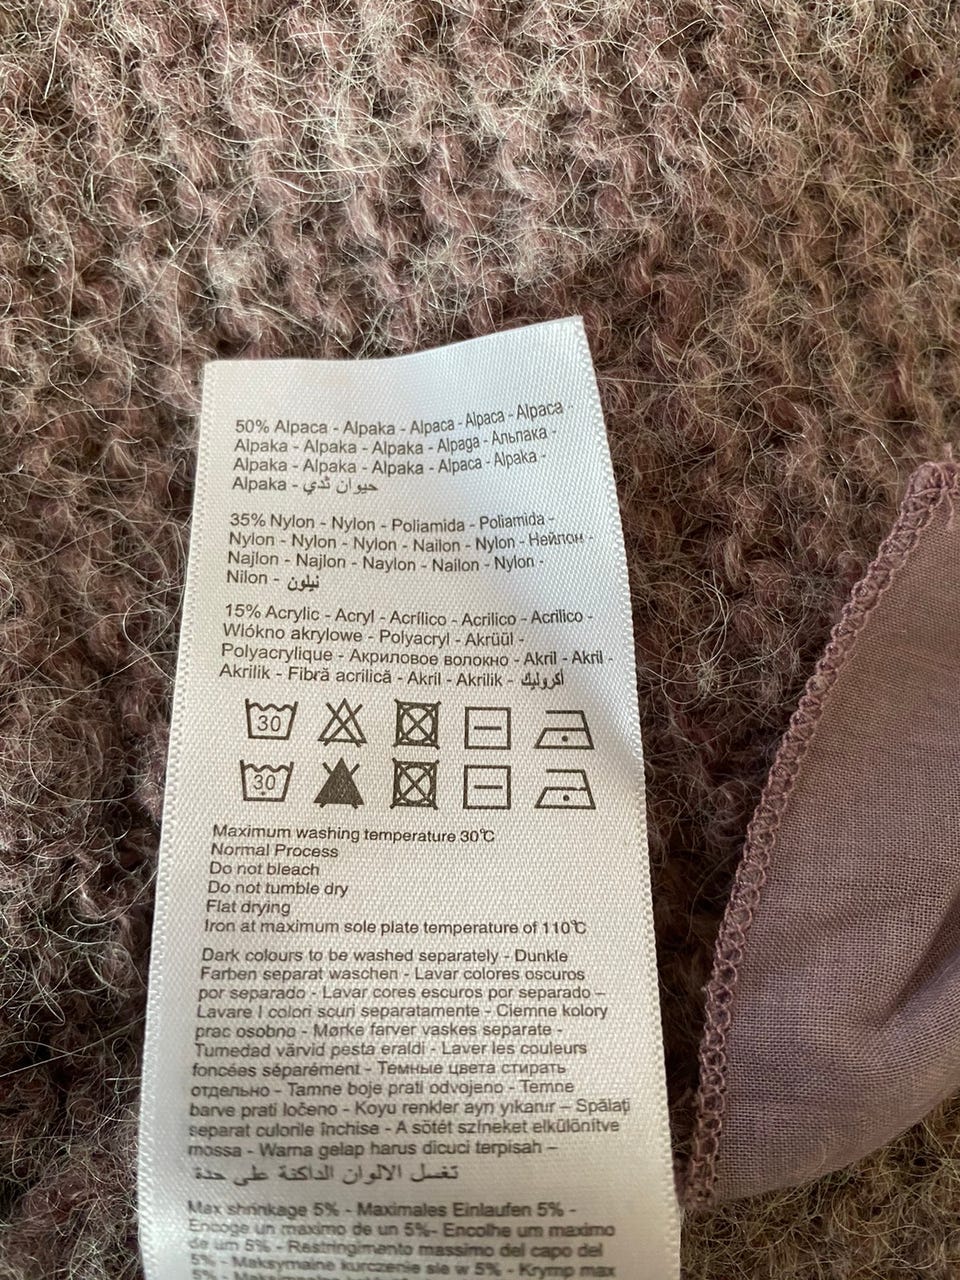 50% Alpaca - Alpaka - Alpaca - Alpaca - Alpaca -
Alpaka - Alpaka - Alpaka - Alpaga - Альпака -
Alpaka - Alpaka - Alpaka - Alpaca - Alpaka -
Alpaka - حيوان ثدي
35% Nylon - Nylon - Poliamida - Poliamida -
Nylon - Nylon - Nylon - Nailon - Nylon - Нейлон -
Najlon - Najlon - Naylon - Nailon - Nylon -
Nilon - نيلون
15% Acrylic - Acryl - Acrílico - Acrilico - Acrilico -
Wlókno akrylowe - Polyacryl - Akrüül -
Polyacrylique - Акриловое волокно - Akril - Akril -
Akrilik - Fibră acrilică - Akril - Akrilik - أكروليك
30
30
Maximum washing temperature 30°C
Normal Process
Do not bleach
Do not tumble dry
Flat drying
Iron at maximum sole plate temperature of 110°C
Dark colours to be washed separately - Dunkle
Farben separat waschen - Lavar colores oscuros
por separado - Lavar cores escuros por separado –
Lavare I colori scuri separatamente - Ciemne kolory
prac osobno - Mørke farver vaskes separate -
Tumedad värvid pesta eraldi - Laver les couleurs
foncées séparément - Темные цвета стирать
отдельно - Tamne boje prati odvojeno - Temne
barve prati ločeno - Koyu renkler ayrı yıkanır – Spălați
separat culorile închise - A sötét színeket elkülönítve
mossa - Warna gelap harus dicuci terpisah –
تغسل الالوان الداكنة على حدة
Max shrinkage 5% - Maximales Einlaufen 5% -
Encoge un maximo de un 5%- Encolhe um maximo
de um 5% - Restringimento massimo del capo del
5% - Maksymalne kurczenie sie w 5% - Krymp max